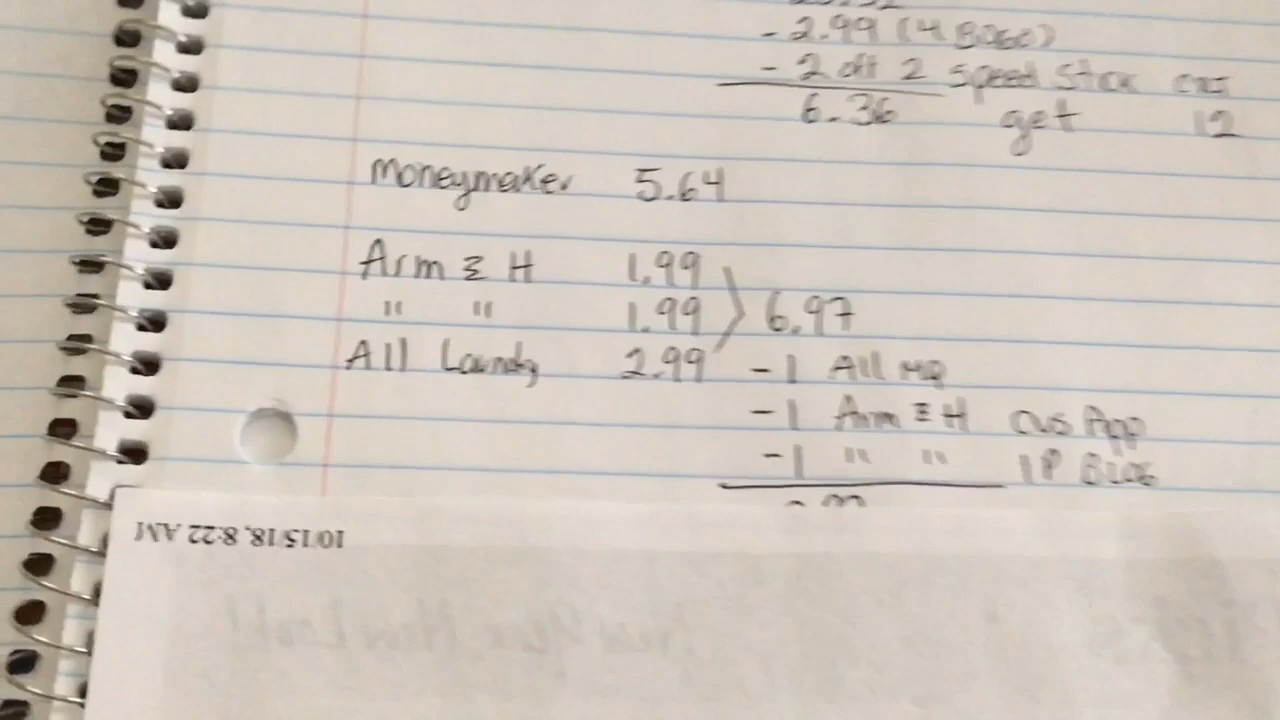 - 2.99 (4 BOGO)
- 2 off 2 Speed Stick CVS
6.36 get 12
Moneymaker 5.64
Arm & H 1.99
" " 1.99 6.97
All Laundry 2.99 - 1 All MQ
- 1 Arm & H CVS App
- 1 " " IP
10/15/18, 8:22 AM